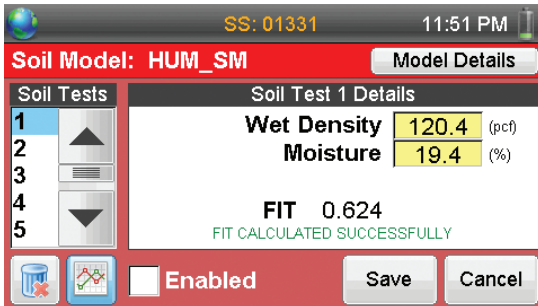 SS: 01331 11:51 PM
Soil Model: HUM_SM Model Details
Soil Tests
1
2
3
4
5
Soil Test 1 Details
Wet Density 120.4 (pcf)
Moisture 19.4 (%)
FIT 0.624
FIT CALCULATED SUCCESSFULLY
Enabled Save Cancel